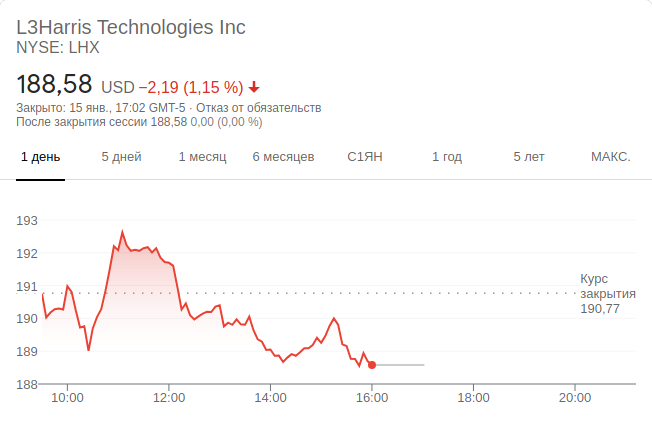 L3Harris Technologies Inc
NYSE: LHX
188,58 USD −2,19 (1,15 %)
Закрыто: 15 янв., 17:02 GMT-5 · Отказ от обязательств
После закрытия сессии 188,58 0,00 (0,00 %)
1 день 5 дней 1 месяц 6 месяцев С1ЯН 1 год 5 лет МАКС.
193
192
191
190
189
188
Курс
закрытия
190,77
10:00 12:00 14:00 16:00 18:00 20:00